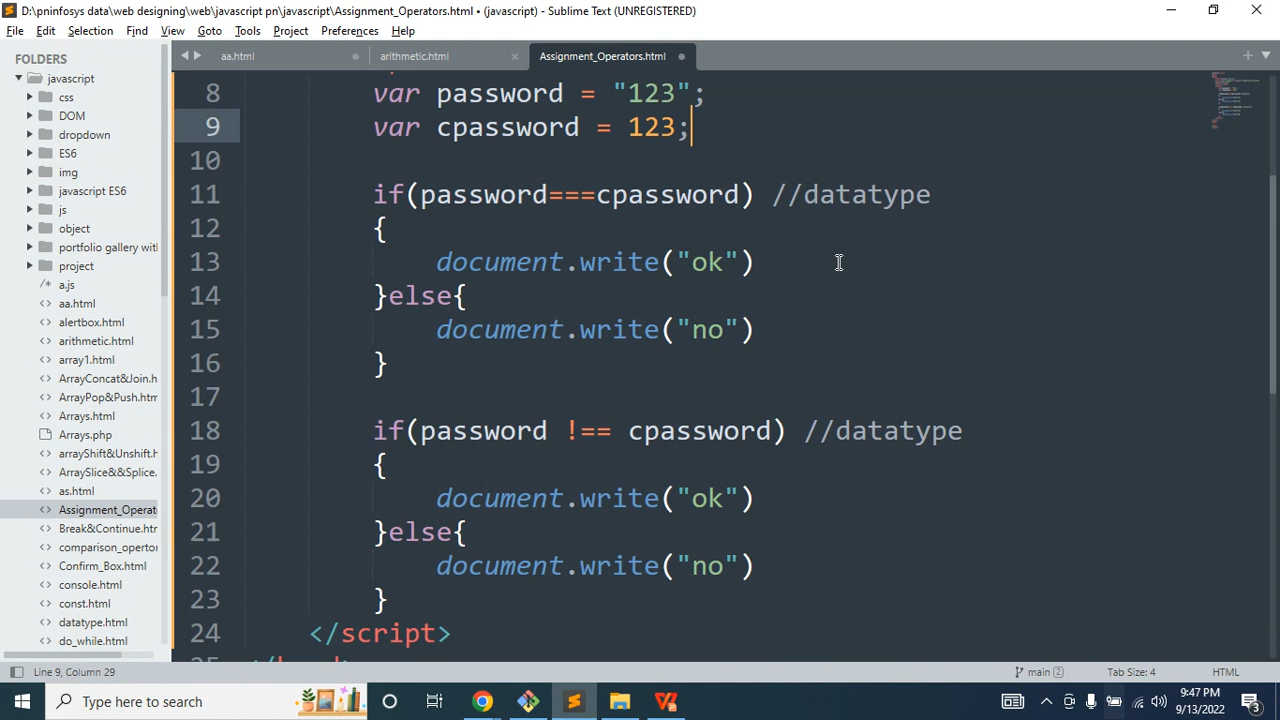 D:\pninfosys data\web designing\web\javascript pn\javascript\Assignment_Operators.html • (javascript) - Sublime Text (UNREGISTERED)
File Edit Selection Find View Goto Tools Project Preferences Help
FOLDERS
javascript
css
DOM
dropdown
ES6
img
javascript ES6
js
object
portfolio gallery wit
project
a.js
aa.html
alertbox.html
arithmetic.html
array1.html
ArrayConcat&Join.h
ArrayPop&Push.htm
Arrays.html
Arrays.php
arrayShift&Unshift.h
ArraySlice&&Splice.
as.html
Assignment_Operat
Break&Continue.htm
comparison_opertor
Confirm_Box.html
console.html
const.html
datatype.html
do_while.html
aa.html arithmetic.html Assignment_Operators.html
8 var password = "123";
9 var cpassword = 123;
10
11 if(password===cpassword) //datatype
12 {
13 document.write("ok")
14 }else{
15 document.write("no")
16 }
17
18 if(password !== cpassword) //datatype
19 {
20 document.write("ok")
21 }else{
22 document.write("no")
23 }
24 </script>
Line 9, Column 29 main 2 Tab Size: 4 HTML
Type here to search
9:47 PM
9/13/2022
3